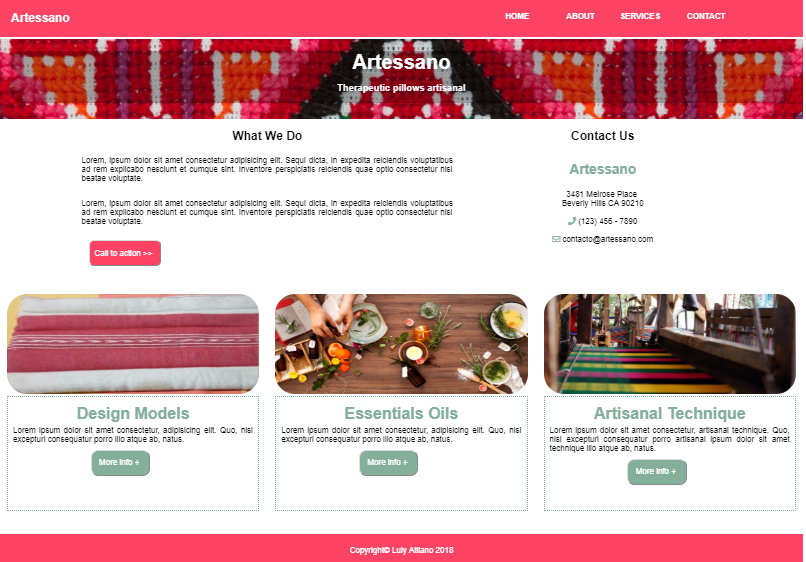 Artessano
HOME ABOUT SERVICES CONTACT
Artessano
Therapeutic pillows artisanal
What We Do
Lorem, ipsum dolor sit amet consectetur adipisicing elit. Sequi dicta, in expedita reiciendis voluptatibus
ad rem explicabo nesciunt et cumque sint. Inventore perspiciatis reiciendis quae optio consectetur nisi
beatae voluptate.
Lorem, ipsum dolor sit amet consectetur adipisicing elit. Sequi dicta, in expedita reiciendis voluptatibus
ad rem explicabo nesciunt et cumque sint. Inventore perspiciatis reiciendis quae optio consectetur nisi
beatae voluptate.
Call to action >>
Contact Us
Artessano
3481 Melrose Place
Beverly Hills CA 90210
(123) 456 - 7890
contacto@artessano.com
Design Models
Lorem ipsum dolor sit amet consectetur, adipisicing elit. Quo, nisi
excepturi consequatur porro illo atque ab, natus.
More Info +
Essentials Oils
Lorem ipsum dolor sit amet consectetur, adipisicing elit. Quo, nisi
excepturi consequatur porro illo atque ab, natus.
More Info +
Artisanal Technique
Lorem ipsum dolor sit amet consectetur, artisanal technique. Quo,
nisi excepturi consequatur porro artisanal ipsum dolor sit amet
technique illo atque ab, natus.
More Info +
Copyright© Luly Atilano 2018